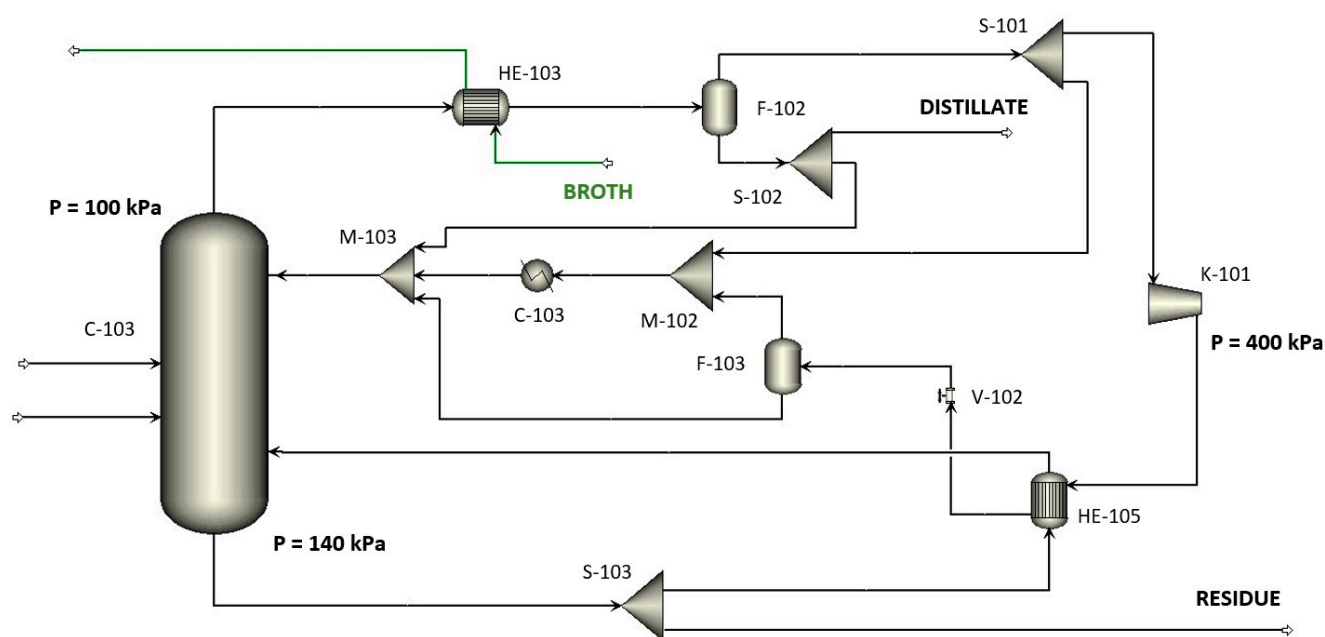 S-101
HE-103
F-102
DISTILLATE
BROTH
S-102
P = 100 kPa
M-103
K-101
C-103
M-102
C-103
P = 400 kPa
F-103
V-102
HE-105
P = 140 kPa
S-103
RESIDUE